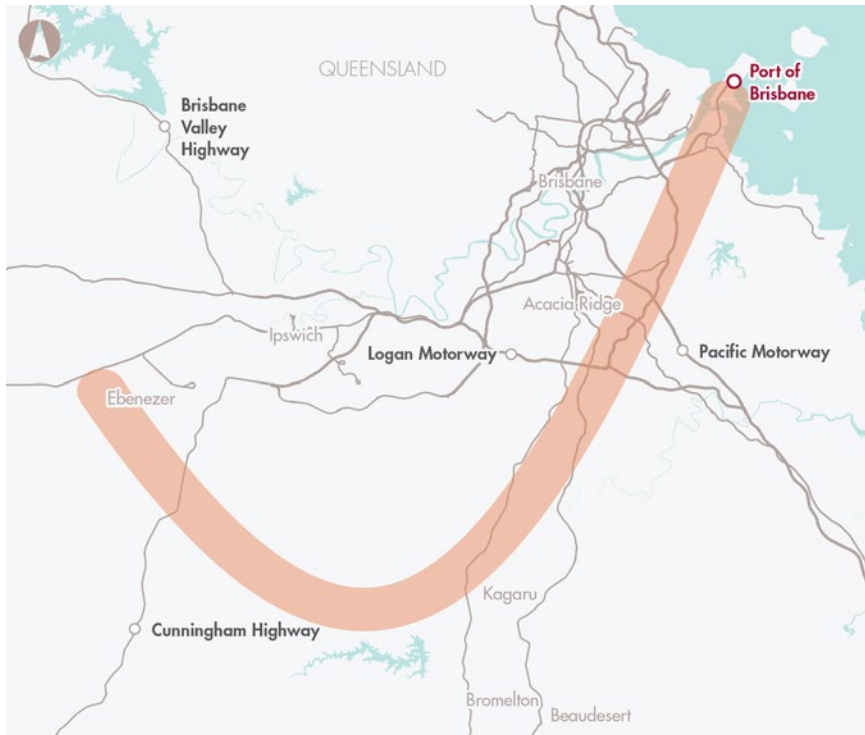 QUEENSLAND
Port of
Brisbane
Brisbane
Valley
Highway
Brisbane
Acacia Ridge
Ipswich
Logan Motorway
Pacific Motorway
Ebenezer
Kagaru
Cunningham Highway
Bromelton
Beaudesert